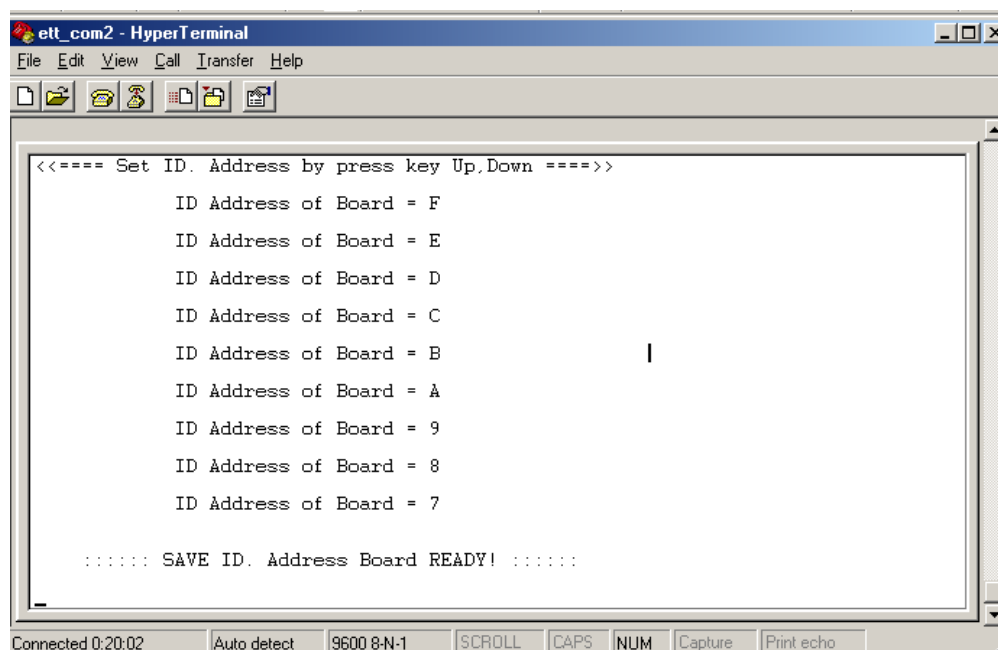 ett_com2 - HyperTerminal
File Edit View Call Transfer Help
<<==== Set ID. Address by press key Up,Down ====>>
ID Address of Board = F
ID Address of Board = E
ID Address of Board = D
ID Address of Board = C
ID Address of Board = B
ID Address of Board = A
ID Address of Board = 9
ID Address of Board = 8
ID Address of Board = 7
:::::: SAVE ID. Address Board READY! ::::::
Connected 0:20:02 Auto detect 9600 8-N-1 SCROLL CAPS NUM Capture Print echo